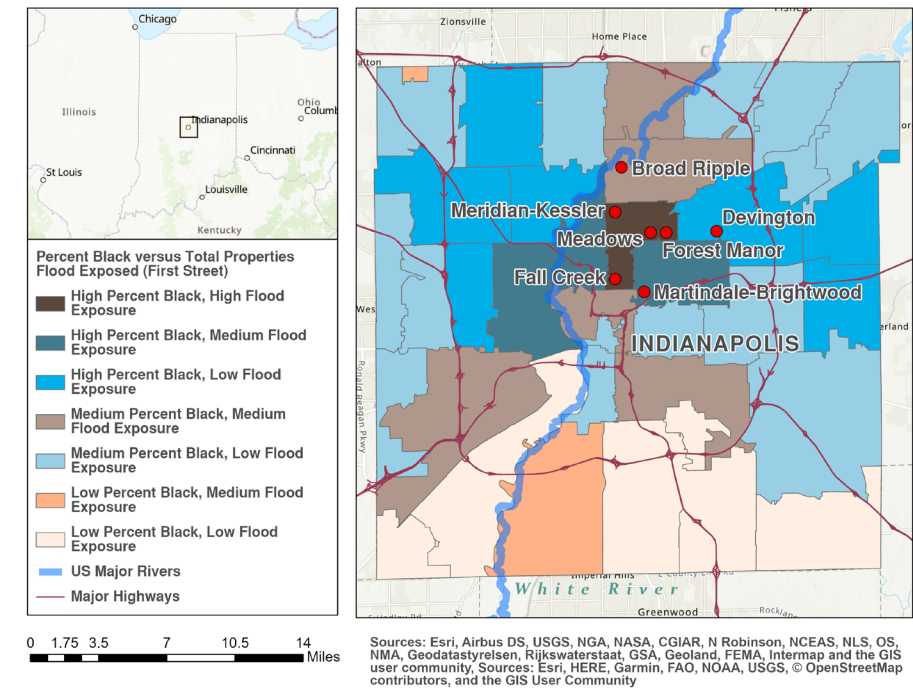 Chicago
Illinois
Ohio
Indianapolis
Columb
Cincinnati
St Louis
Louisville
Kentucky
Percent Black versus Total Properties
Flood Exposed (First Street)
High Percent Black, High Flood
Exposure
High Percent Black, Medium Flood
Exposure
High Percent Black, Low Flood
Exposure
Medium Percent Black, Medium
Flood Exposure
Medium Percent Black, Low Flood
Exposure
Low Percent Black, Medium Flood
Exposure
Low Percent Black, Low Flood
Exposure
US Major Rivers
Major Highways
0 1.75 3.5 7 10.5 14
Miles
Zionsville
Home Place
alton
Broad Ripple
Meridian-Kessler
Devington
Meadows
Forest Manor
Fall Creek
Martindale-Brightwood
Wes
INDIANAPOLIS
erland
Ronald Reagan Pkwy
Imperial Hills
White River
Greenwood
Rocklane
Sources: Esri, Airbus DS, USGS, NGA, NASA, CGIAR, N Robinson, NCEAS, NLS, OS,
NMA, Geodatastyrelsen, Rijkswaterstaat, GSA, Geoland, FEMA, Intermap and the GIS
user community, Sources: Esri, HERE, Garmin, FAO, NOAA, USGS, © OpenStreetMap
contributors, and the GIS User Community